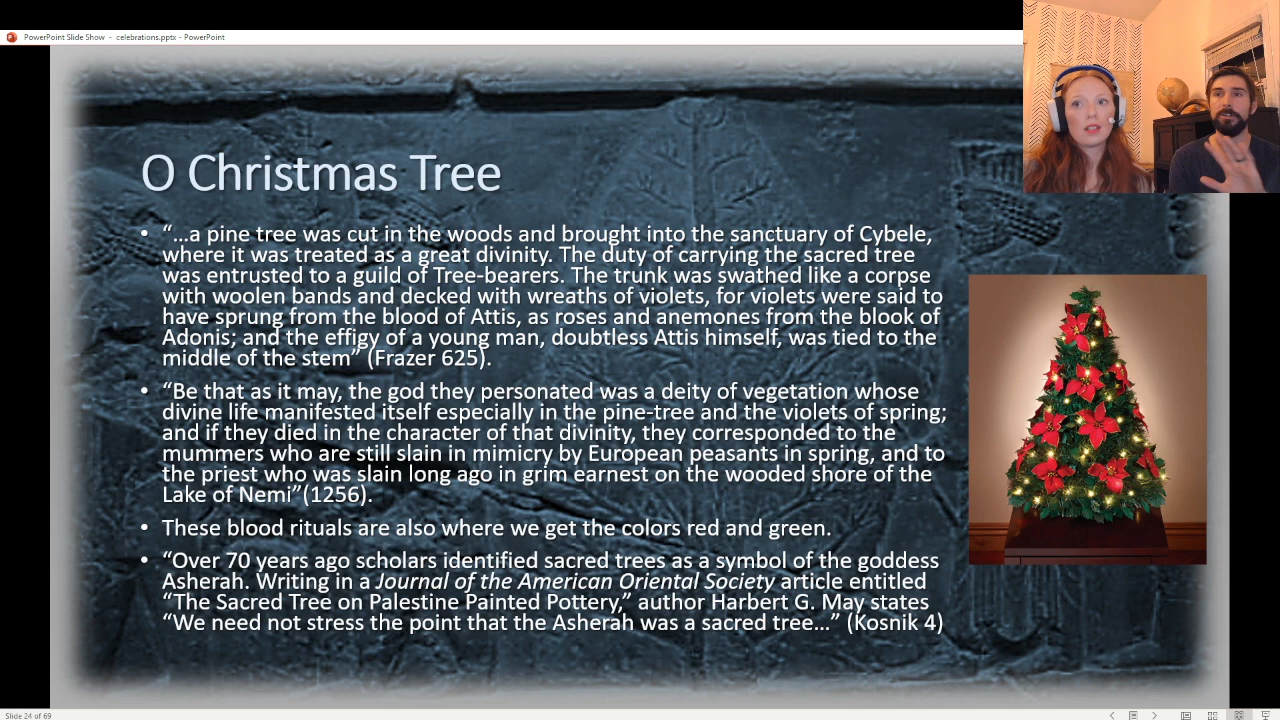 PowerPoint Slide Show - celebrations.pptx - PowerPoint
O Christmas Tree
• “...a pine tree was cut in the woods and brought into the sanctuary of Cybele,
where it was treated as a great divinity. The duty of carrying the sacred tree
was entrusted to a guild of Tree-bearers. The trunk was swathed like a corpse
with woolen bands and decked with wreaths of violets, for violets were said to
have sprung from the blood of Attis, as roses and anemones from the blook of
Adonis; and the effigy of a young man, doubtless Attis himself, was tied to the
middle of the stem” (Frazer 625).
• “Be that as it may, the god they personated was a deity of vegetation whose
divine life manifested itself especially in the pine-tree and the violets of spring;
and if they died in the character of that divinity, they corresponded to the
mummers who are still slain in mimicry by European peasants in spring, and to
the priest who was slain long ago in grim earnest on the wooded shore of the
Lake of Nemi”(1256).
• These blood rituals are also where we get the colors red and green.
• “Over 70 years ago scholars identified sacred trees as a symbol of the goddess
Asherah. Writing in a Journal of the American Oriental Society article entitled
“The Sacred Tree on Palestine Painted Pottery,” author Harbert G. May states
“We need not stress the point that the Asherah was a sacred tree...” (Kosnik 4)
Slide 24 of 69